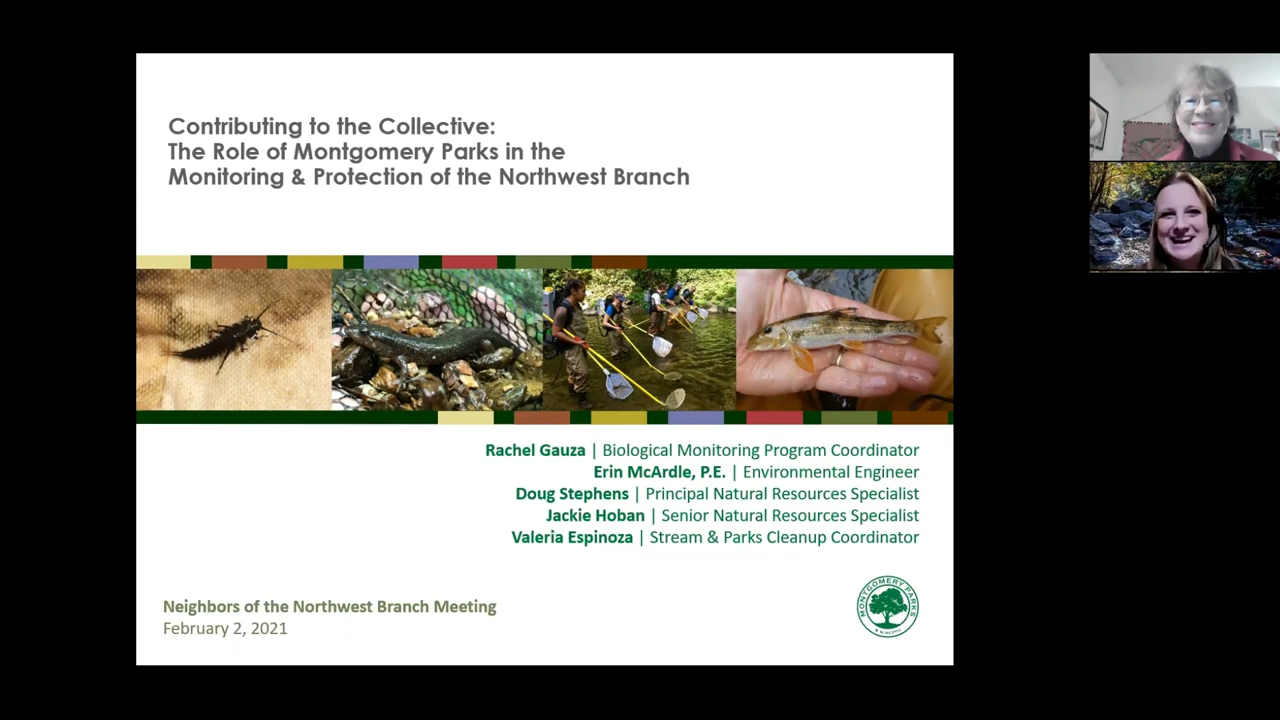 Contributing to the Collective:
The Role of Montgomery Parks in the
Monitoring & Protection of the Northwest Branch
Rachel Gauza | Biological Monitoring Program Coordinator
Erin McArdle, P.E. | Environmental Engineer
Doug Stephens | Principal Natural Resources Specialist
Jackie Hoban | Senior Natural Resources Specialist
Valeria Espinoza | Stream & Parks Cleanup Coordinator
Neighbors of the Northwest Branch Meeting
February 2, 2021
MONTGOMERY PARKS